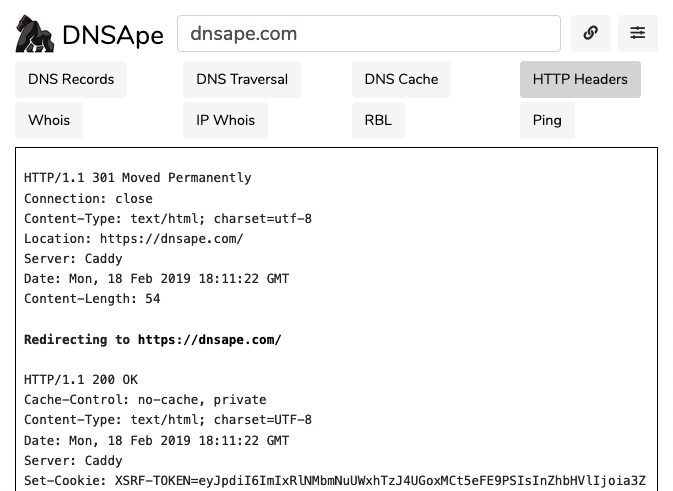 DNSApe dnsape.com
DNS Records DNS Traversal DNS Cache HTTP Headers
Whois IP Whois RBL Ping
HTTP/1.1 301 Moved Permanently
Connection: close
Content-Type: text/html; charset=utf-8
Location: https://dnsape.com/
Server: Caddy
Date: Mon, 18 Feb 2019 18:11:22 GMT
Content-Length: 54
Redirecting to https://dnsape.com/
HTTP/1.1 200 OK
Cache-Control: no-cache, private
Content-Type: text/html; charset=UTF-8
Date: Mon, 18 Feb 2019 18:11:22 GMT
Server: Caddy
Set-Cookie: XSRF-TOKEN=eyJpdiI6ImIxRlNMbmNuUWxhTzJ4UGoxMCt5eFE9PSIsInZhbHVlIjoia3Z